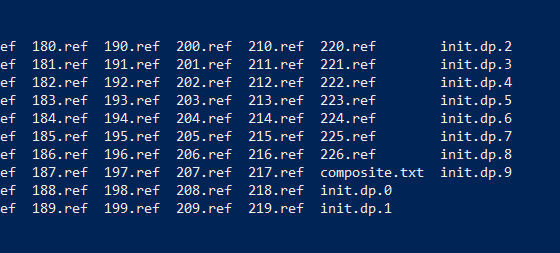 ef 180.ref 190.ref 200.ref 210.ref 220.ref init.dp.2
ef 181.ref 191.ref 201.ref 211.ref 221.ref init.dp.3
ef 182.ref 192.ref 202.ref 212.ref 222.ref init.dp.4
ef 183.ref 193.ref 203.ref 213.ref 223.ref init.dp.5
ef 184.ref 194.ref 204.ref 214.ref 224.ref init.dp.6
ef 185.ref 195.ref 205.ref 215.ref 225.ref init.dp.7
ef 186.ref 196.ref 206.ref 216.ref 226.ref init.dp.8
ef 187.ref 197.ref 207.ref 217.ref composite.txt init.dp.9
ef 188.ref 198.ref 208.ref 218.ref init.dp.0
ef 189.ref 199.ref 209.ref 219.ref init.dp.1